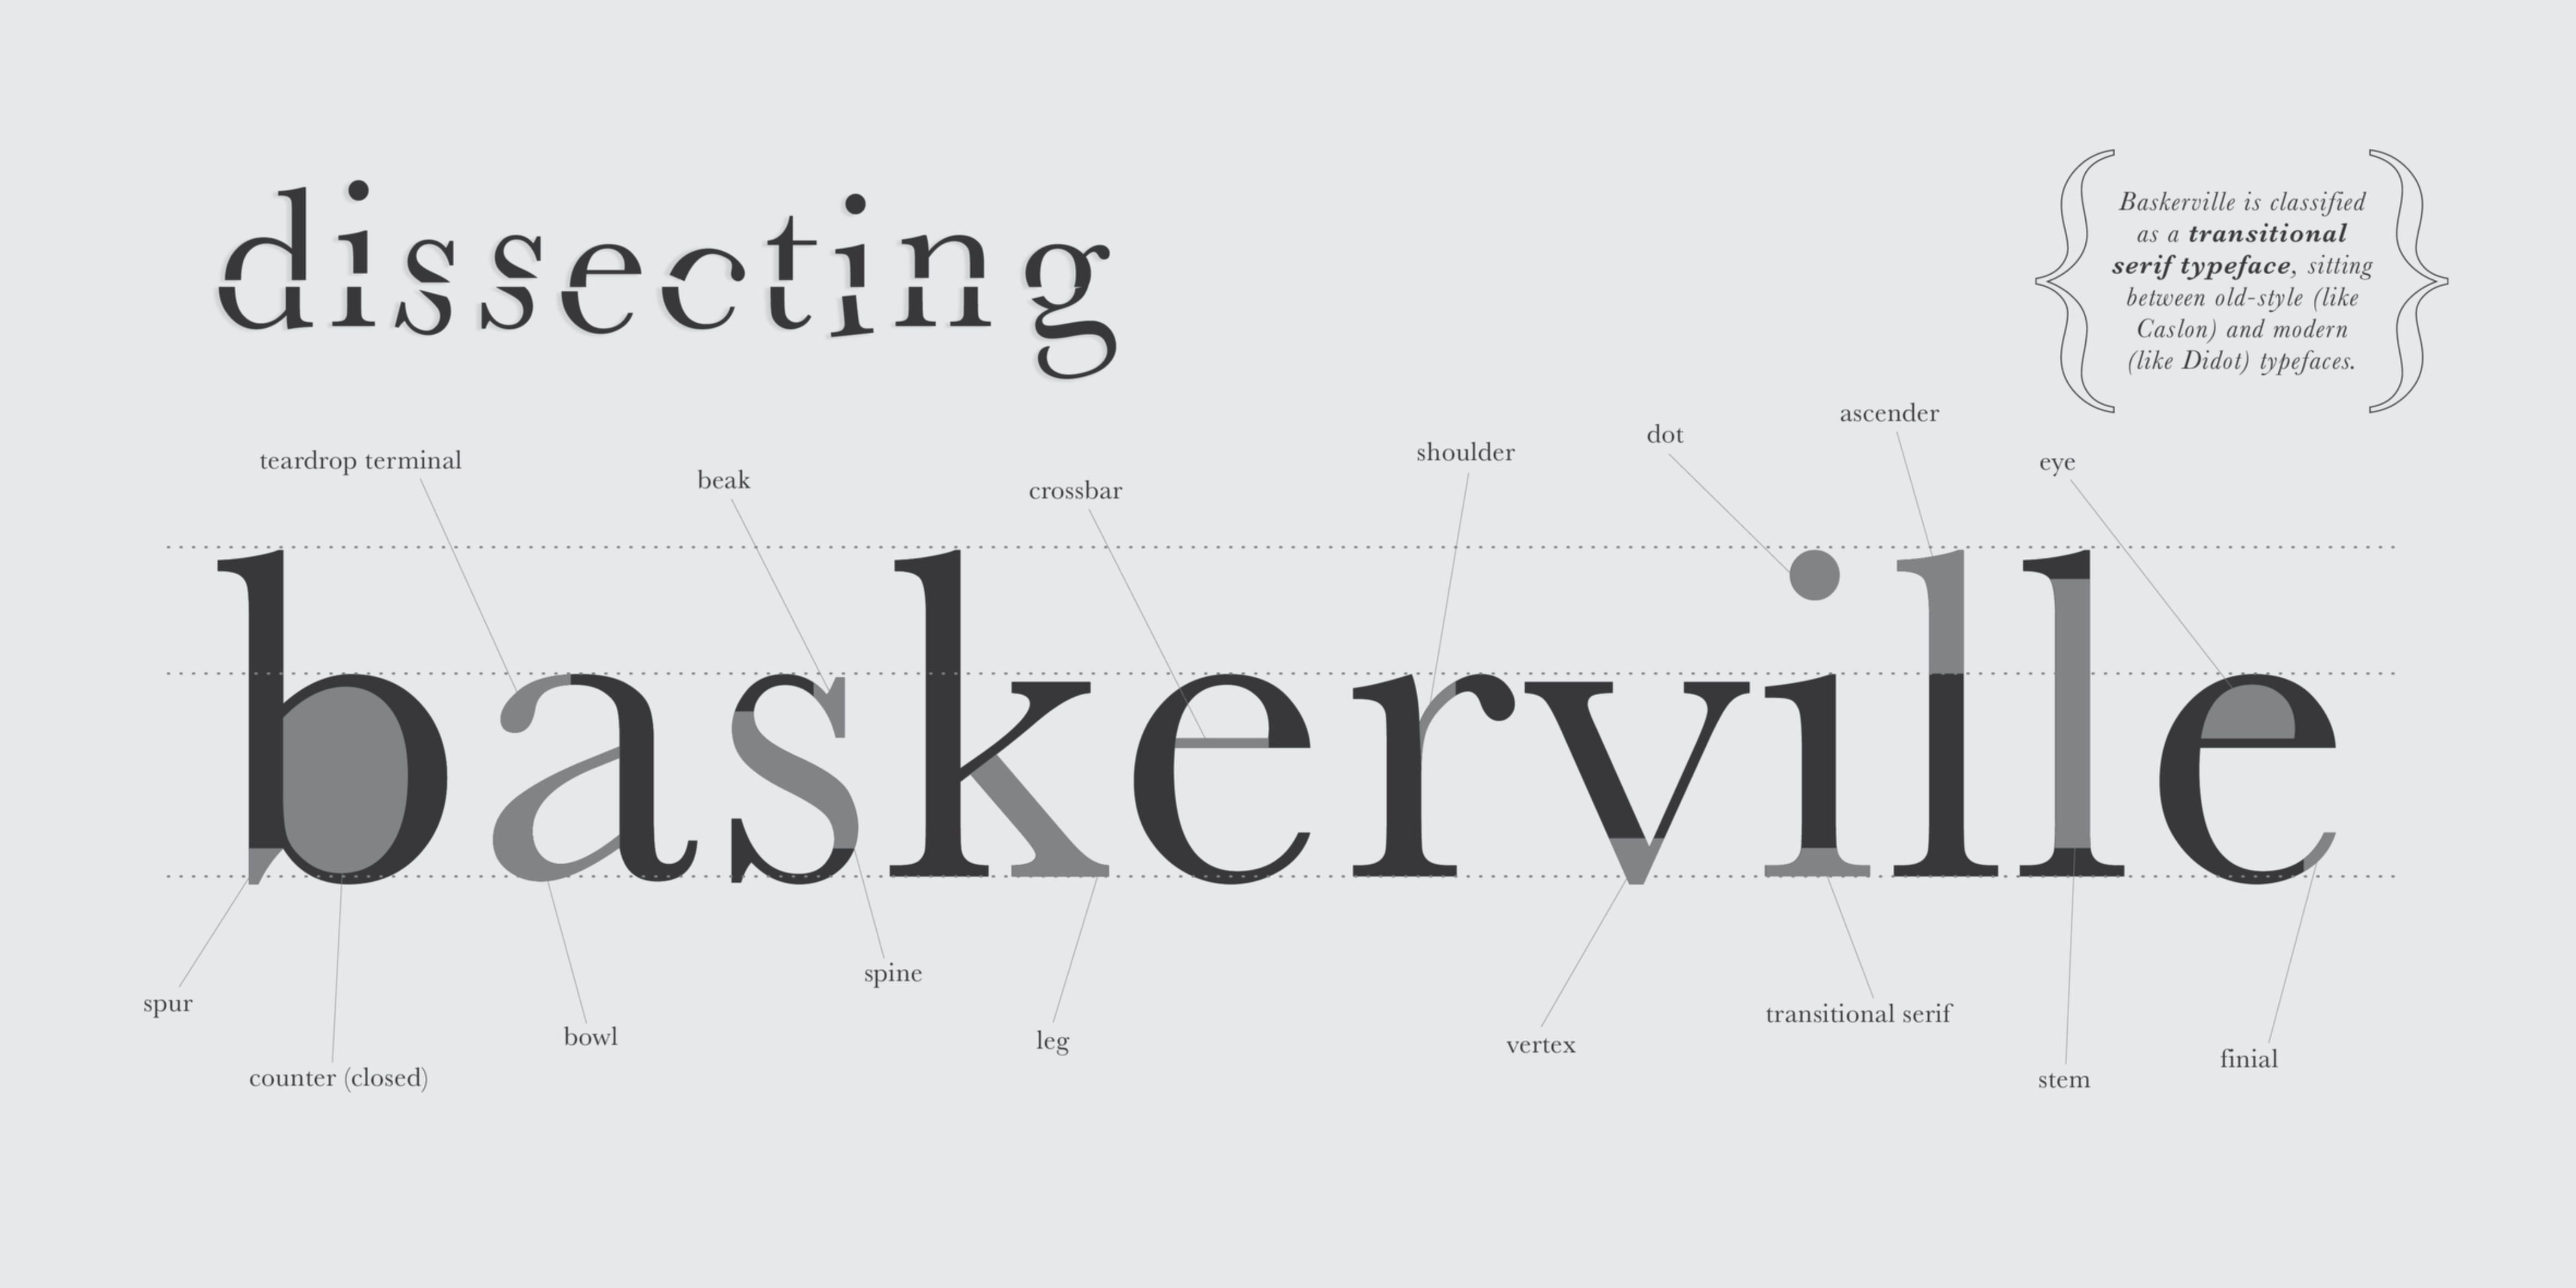 dissecting
Baskerville is classified
as a transitional
serif typeface, sitting
between old-style (like
Caslon) and modern
(like Didot) typefaces.
teardrop terminal
beak
crossbar
shoulder
dot
ascender
eye
baskerville
spur
counter (closed)
bowl
spine
leg
vertex
transitional serif
stem
finial